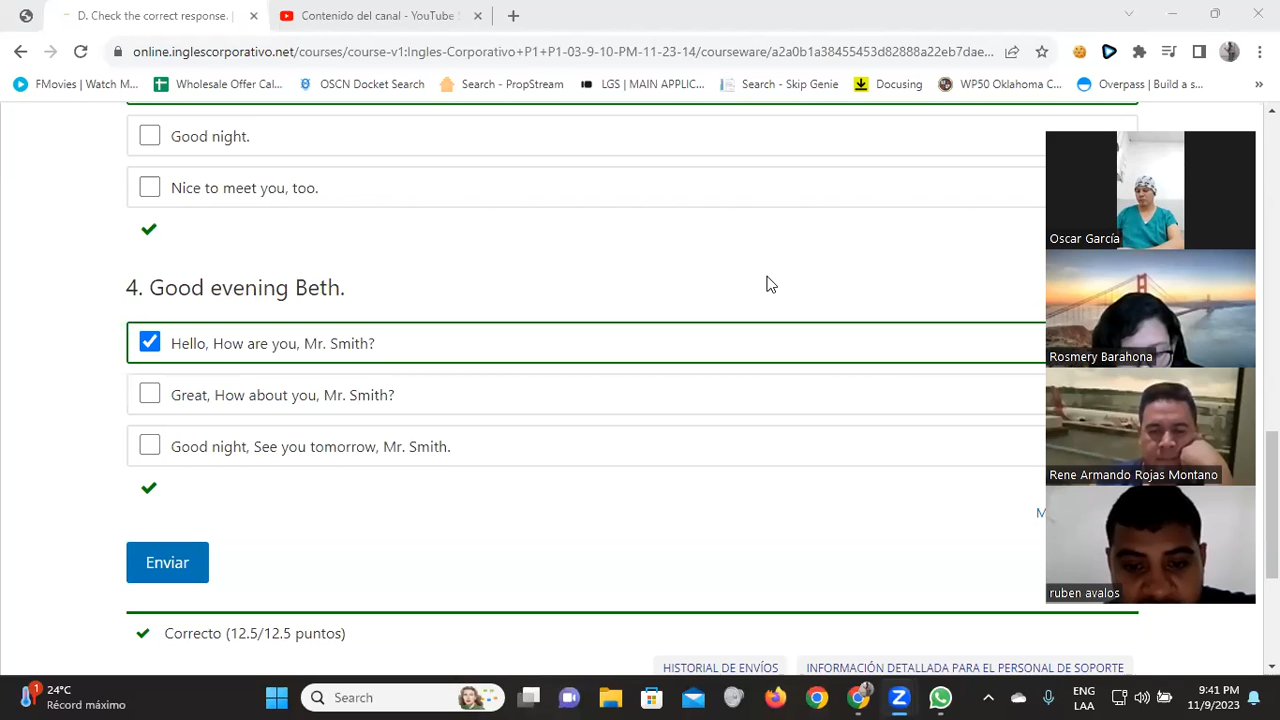 D. Check the correct response. |
Contenido del canal - YouTube
online.inglescorporativo.net/courses/course-v1:Ingles-Corporativo+P1+P1-03-9-10-PM-11-23-14/courseware/a2a0b1a38455453d82888a22eb7dae...
FMovies | Watch M...
Wholesale Offer Cal...
OSCN Docket Search
Search - PropStream
LGS | MAIN APPLIC...
Search - Skip Genie
Docusing
WP50 Oklahoma C...
Overpass | Build a s...
Good night.
Nice to meet you, too.
4. Good evening Beth.
Hello, How are you, Mr. Smith?
Great, How about you, Mr. Smith?
Good night, See you tomorrow, Mr. Smith.
M
Enviar
Correcto (12.5/12.5 puntos)
HISTORIAL DE ENVÍOS
INFORMACIÓN DETALLADA PARA EL PERSONAL DE SOPORTE
Oscar García
Rosmery Barahona
Rene Armando Rojas Montano
ruben avalos
1
24°C
Récord máximo
Search
ENG
LAA
9:41 PM
11/9/2023